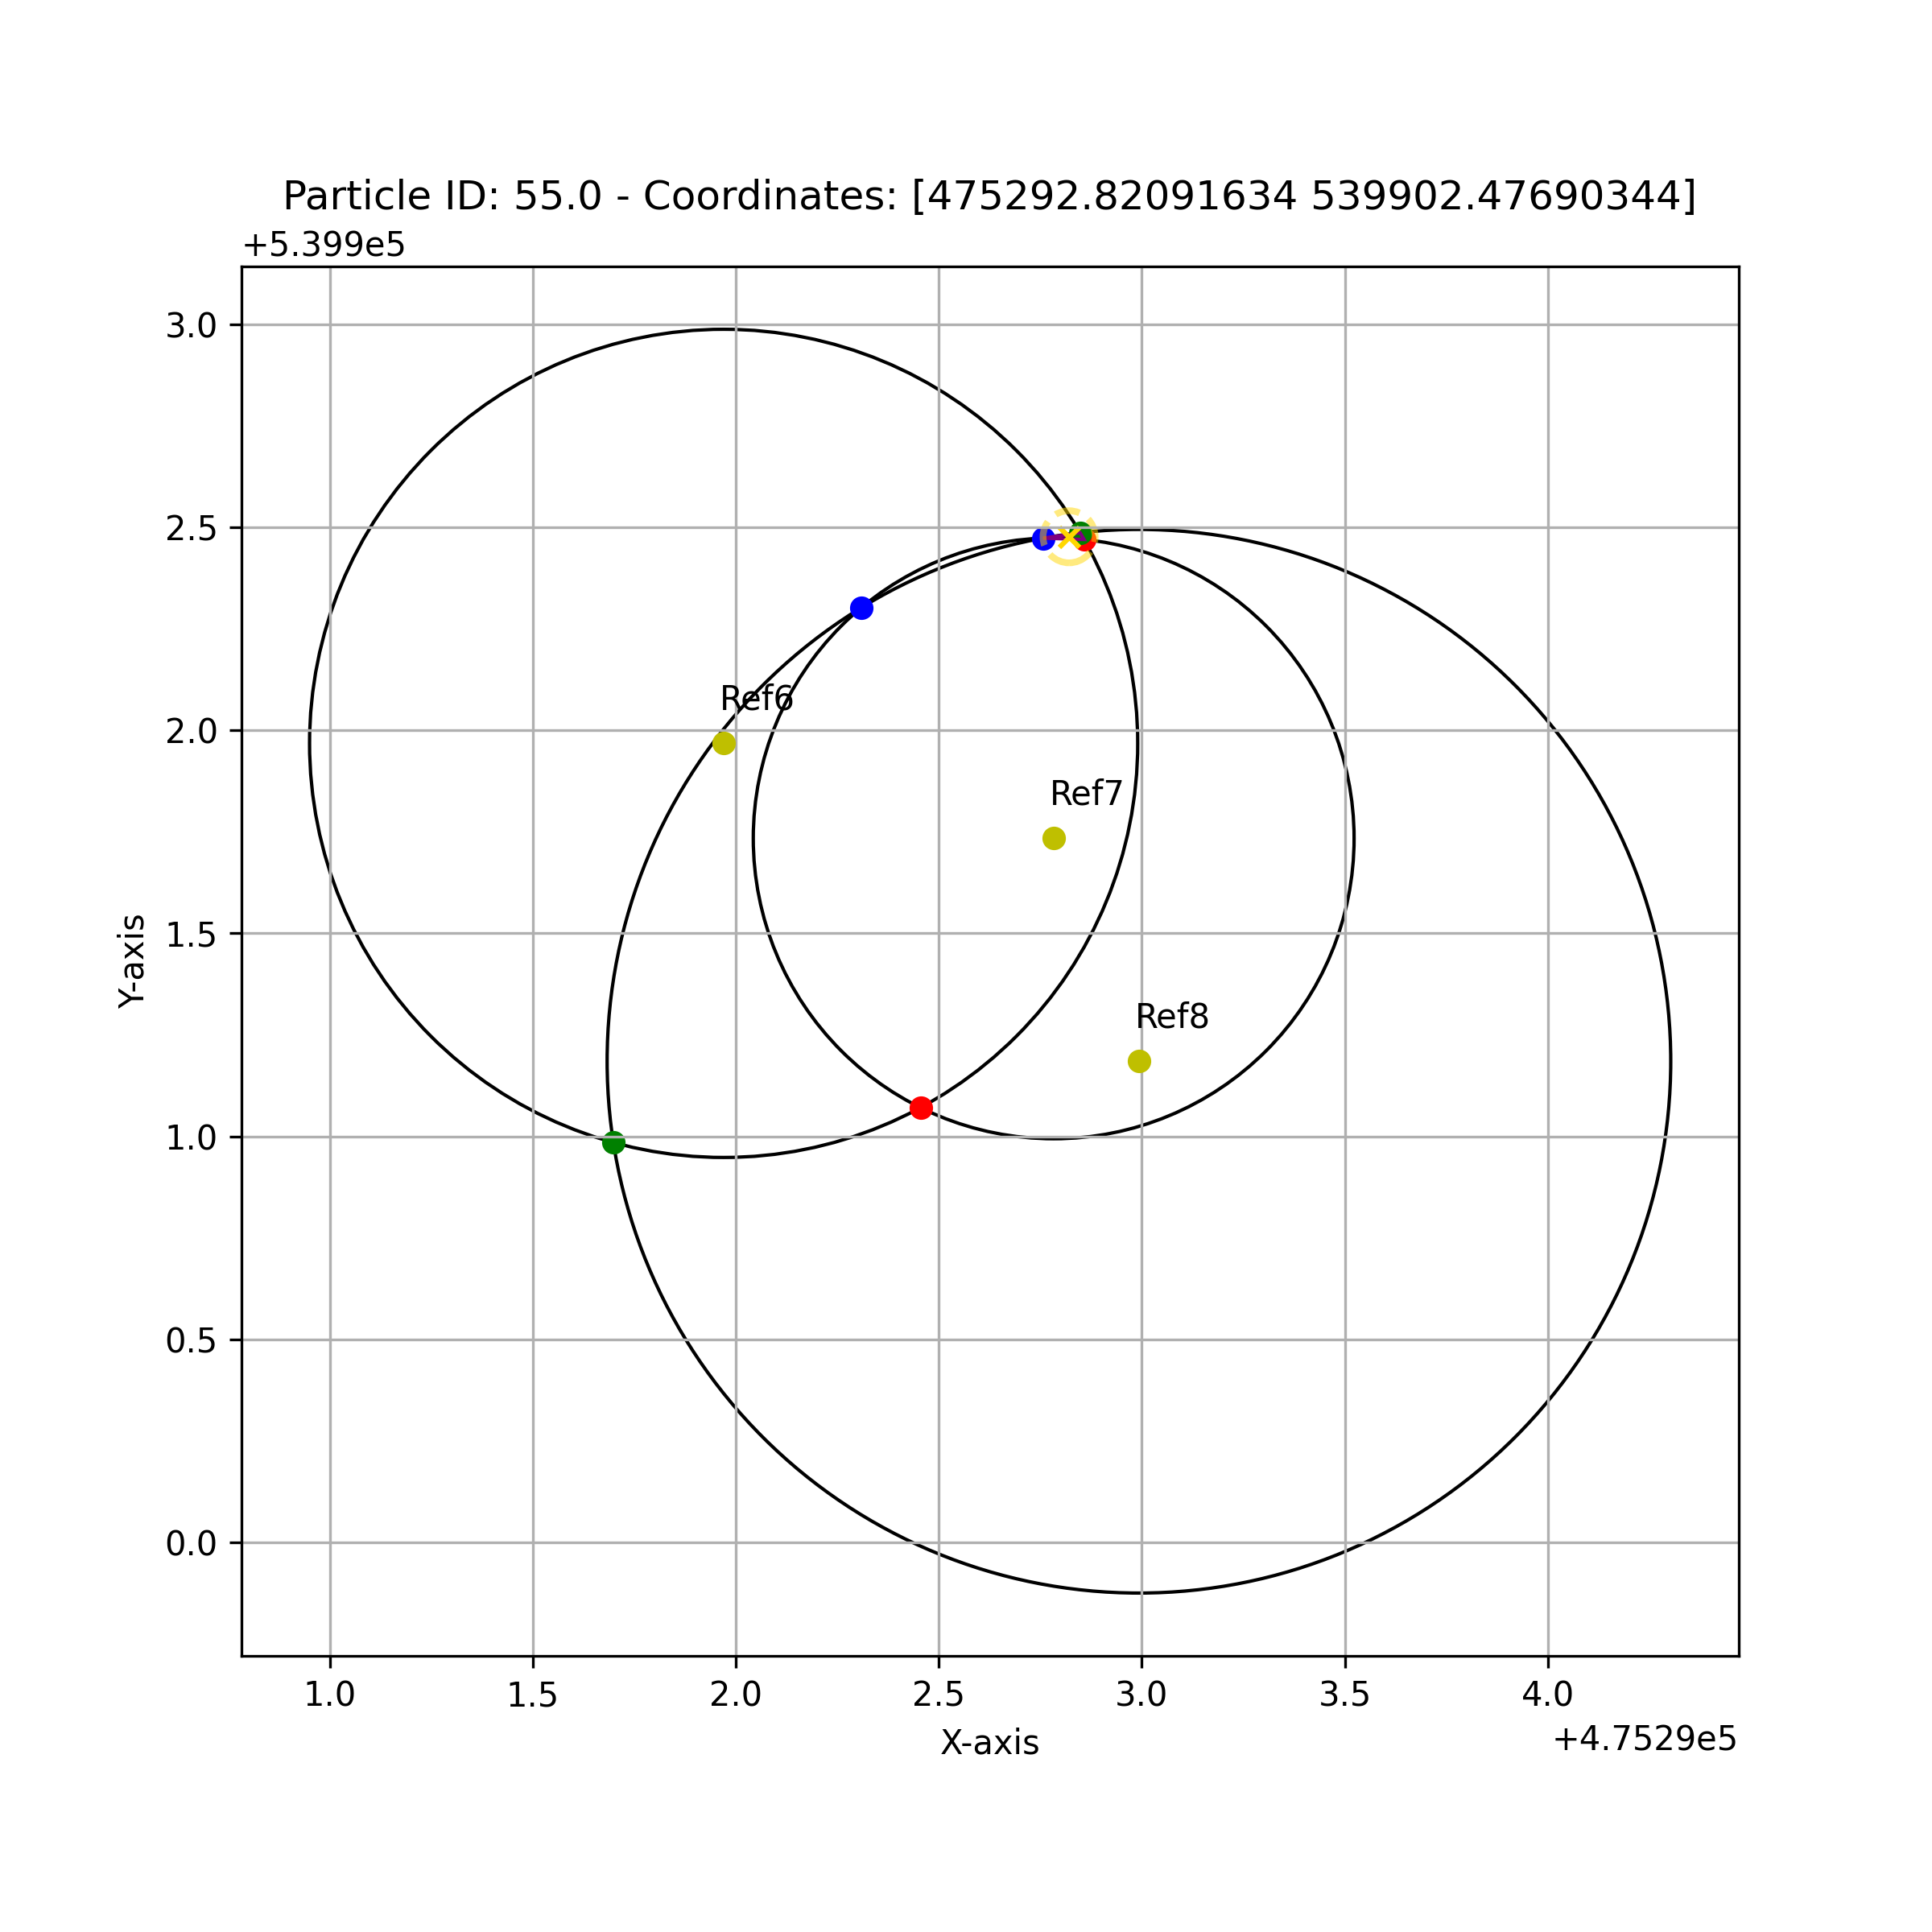 Particle ID: 55.0 - Coordinates: [475292.82091634 539902.47690344]
+5.399e5
3.0
2.5
2.0
1.5
1.0
0.5
0.0
Y-axis
Ref6
Ref7
Ref8
1.0 1.5 2.0 2.5 3.0 3.5 4.0
X-axis
+4.7529e5